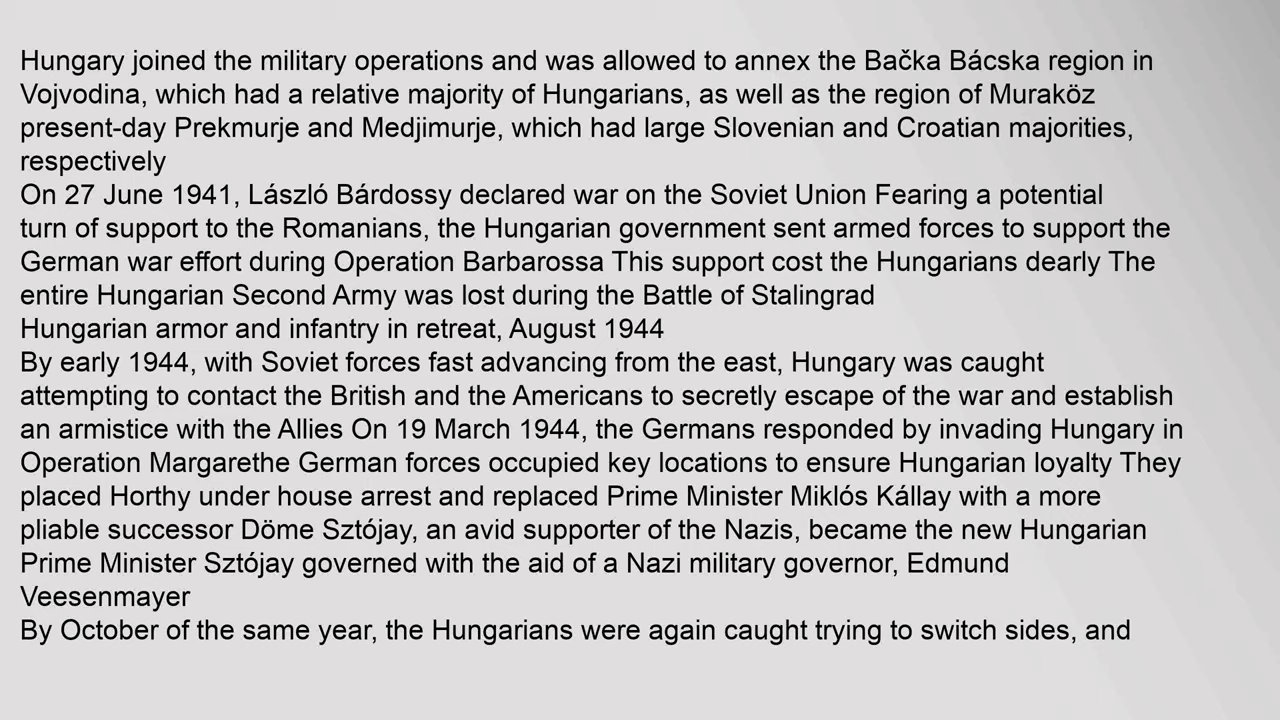 Hungary joined the military operations and was allowed to annex the Bačka Bácska region in
Vojvodina, which had a relative majority of Hungarians, as well as the region of Muraköz
present-day Prekmurje and Medjimurje, which had large Slovenian and Croatian majorities,
respectively
On 27 June 1941, László Bárdossy declared war on the Soviet Union Fearing a potential
turn of support to the Romanians, the Hungarian government sent armed forces to support the
German war effort during Operation Barbarossa This support cost the Hungarians dearly The
entire Hungarian Second Army was lost during the Battle of Stalingrad
Hungarian armor and infantry in retreat, August 1944
By early 1944, with Soviet forces fast advancing from the east, Hungary was caught
attempting to contact the British and the Americans to secretly escape of the war and establish
an armistice with the Allies On 19 March 1944, the Germans responded by invading Hungary in
Operation Margarethe German forces occupied key locations to ensure Hungarian loyalty They
placed Horthy under house arrest and replaced Prime Minister Miklós Kállay with a more
pliable successor Döme Sztójay, an avid supporter of the Nazis, became the new Hungarian
Prime Minister Sztójay governed with the aid of a Nazi military governor, Edmund
Veesenmayer
By October of the same year, the Hungarians were again caught trying to switch sides, and